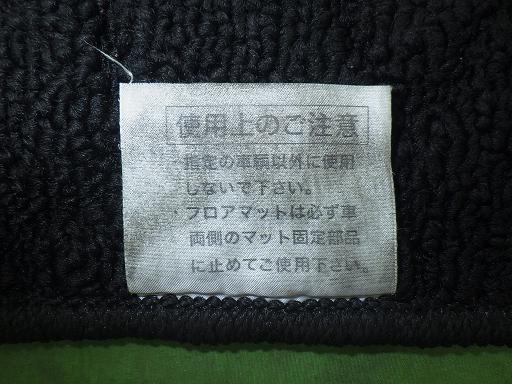 使用上のご注意
・指定の車輌以外に使用
しないで下さい。
・フロアマットは必ず車
両側のマット固定部品
に止めてご使用下さい。